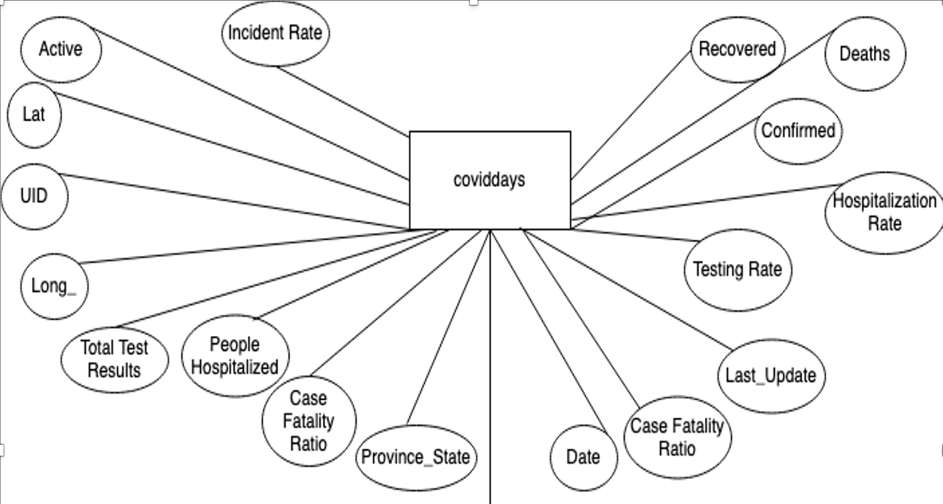 Incident Rate
Active
Recovered
Deaths
Lat
Confirmed
coviddays
UID
Hospitalization
Rate
Testing Rate
Long_
Total Test
Results
People
Hospitalized
Last_Update
Case
Fatality
Ratio
Province_State
Date
Case Fatality
Ratio